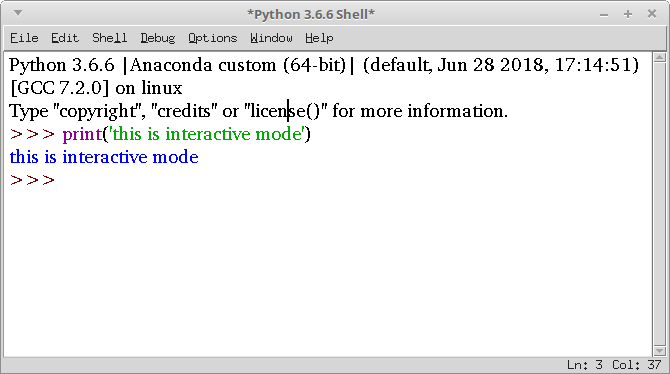 *Python 3.6.6 Shell*
File Edit Shell Debug Options Window Help
Python 3.6.6 |Anaconda custom (64-bit)| (default, Jun 28 2018, 17:14:51)
[GCC 7.2.0] on linux
Type "copyright", "credits" or "license()" for more information.
>>> print('this is interactive mode')
this is interactive mode
>>>
Ln: 3 Col: 37